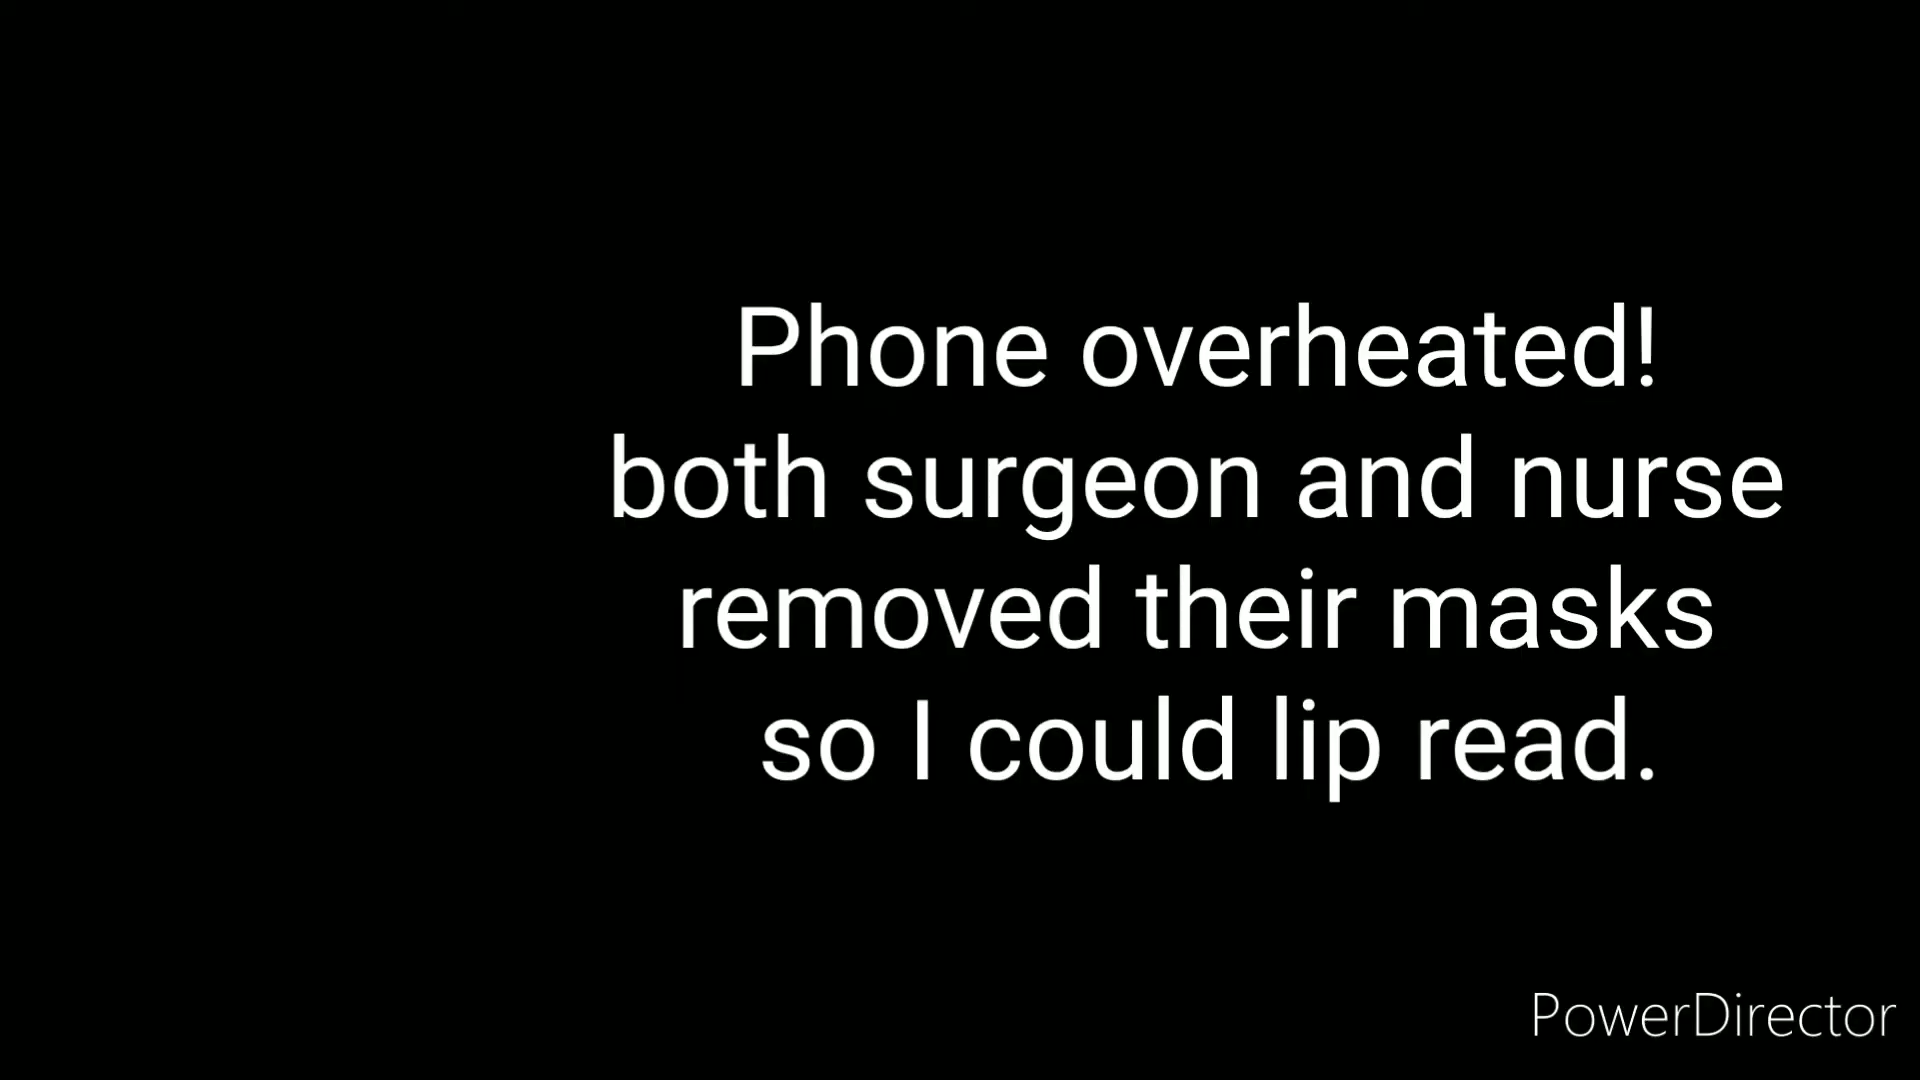 Phone overheated!
both surgeon and nurse
removed their masks
so I could lip read.
PowerDirector